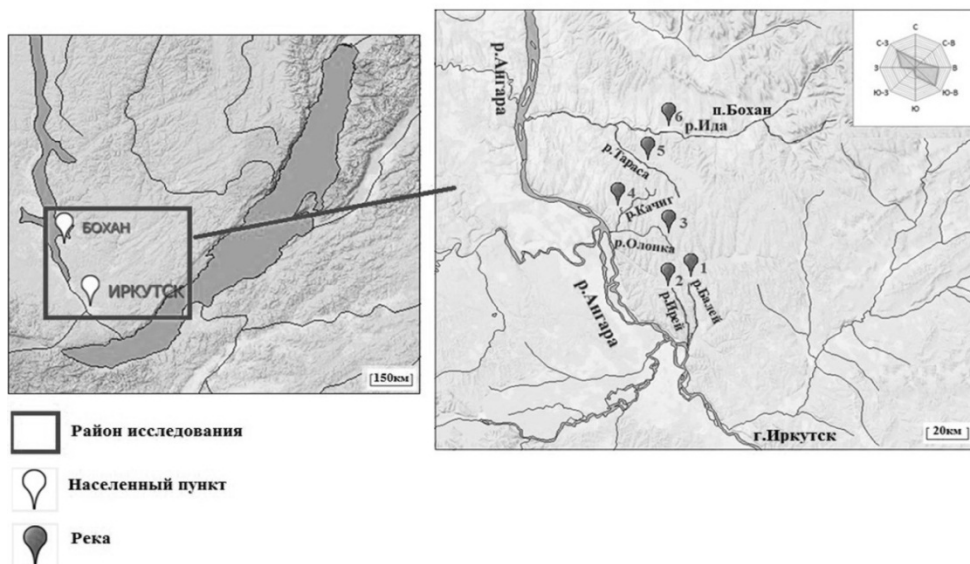 БОХАН
ИРКУТСК
[150км]
р.Ангара
п.Бохан
р.Ида
6
5
р.Тараса
4
р.Качиг
3
р.Олонка
1
2
р.Балей
р.Ирей
р.Ангара
г.Иркутск
[20км]
С
С-З
С-В
З
В
Ю-З
Ю-В
Ю
Район исследования
Населенный пункт
Река